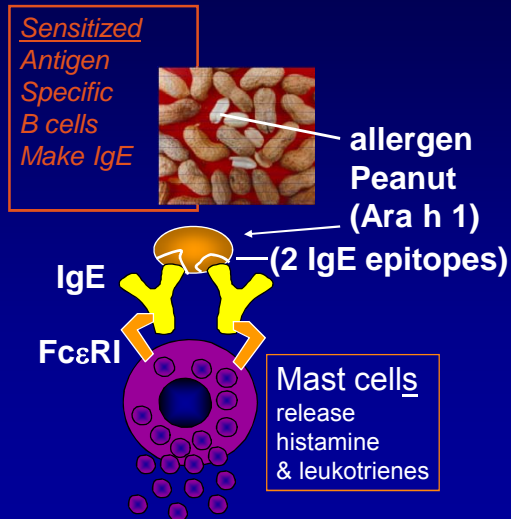 Sensitized
Antigen
Specific
B cells
Make IgE
allergen
Peanut
(Ara h 1)
(2 IgE epitopes)
IgE
FcεRI
Mast cells
release
histamine
& leukotrienes